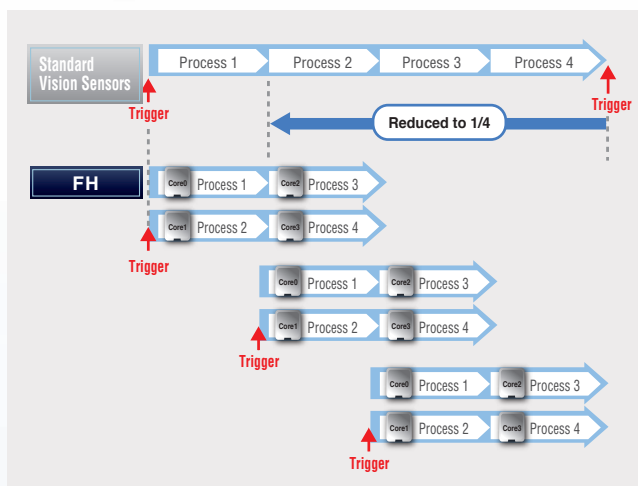 Standard
Vision Sensors
Process 1
Process 2
Process 3
Process 4
Trigger
Trigger
Reduced to 1/4
FH
Core0 Process 1
Core2 Process 3
Core1 Process 2
Core3 Process 4
Trigger
Core0 Process 1
Core2 Process 3
Core1 Process 2
Core3 Process 4
Trigger
Core0 Process 1
Core2 Process 3
Core1 Process 2
Core3 Process 4
Trigger